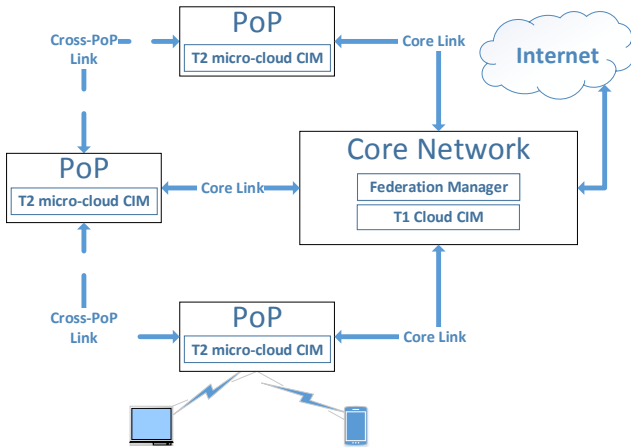 PoP
T2 micro-cloud CIM
Cross-PoP
Link
Core Link
Internet
Core Network
Federation Manager
T1 Cloud CIM
PoP
T2 micro-cloud CIM
Core Link
Cross-PoP
Link
PoP
T2 micro-cloud CIM
Core Link